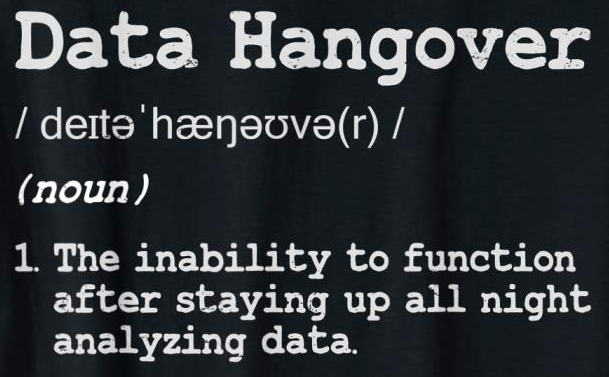 Data Hangover
/ deɪtəˈhæŋəʊvə(r) /
(noun)
1. The inability to function
after staying up all night
analyzing data.